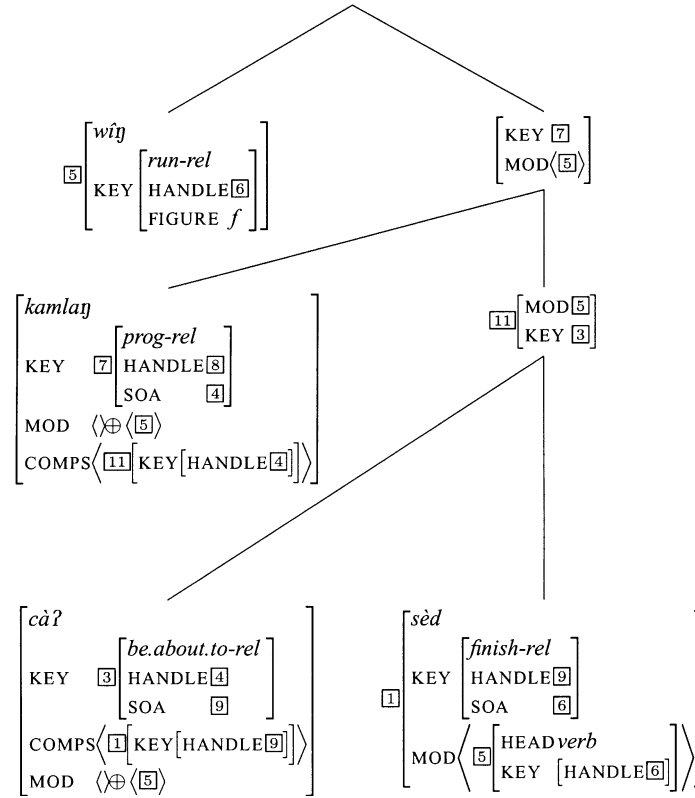 wîŋ
5 KEY run-rel
HANDLE 6
FIGURE f
KEY 7
MOD⟨5⟩
kamlaŋ
KEY 7 prog-rel
HANDLE 8
SOA 4
MOD ⟨⟩⊕⟨5⟩
COMPS⟨11[KEY[HANDLE 4]]⟩
11 MOD 5
KEY 3
càʔ
KEY 3 be.about.to-rel
HANDLE 4
SOA 9
COMPS⟨1[KEY[HANDLE 9]]⟩
MOD ⟨⟩⊕⟨5⟩
1 sèd
KEY finish-rel
HANDLE 9
SOA 6
MOD⟨5 HEAD verb
KEY [HANDLE 6]⟩